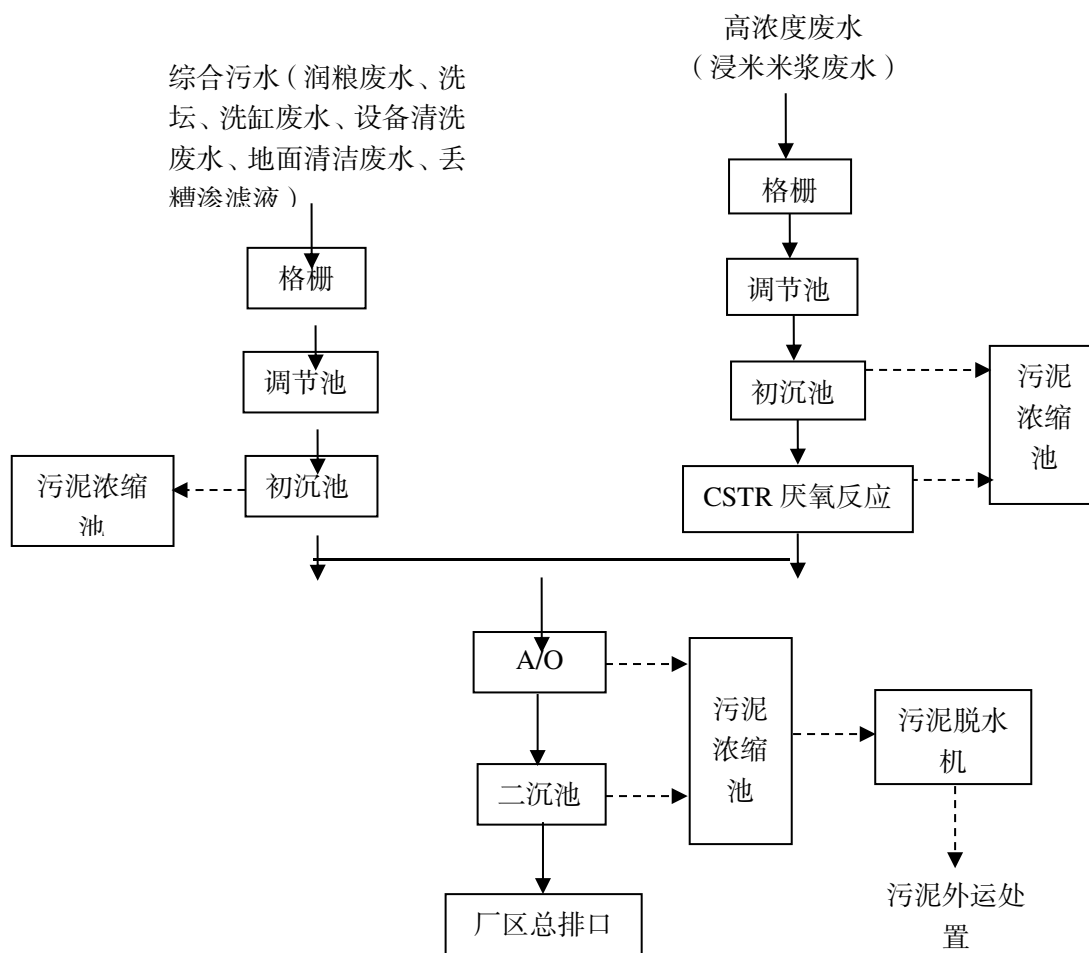 高浓度废水
（浸米米浆废水）
综合污水（润粮废水、洗
坛、洗缸废水、设备清洗
废水、地面清洁废水、丢
糟渗滤液）
格栅
格栅
调节池
调节池
初沉池
污泥
浓缩
池
污泥浓缩
池
初沉池
CSTR 厌氧反应
A/O
污泥
浓缩
池
污泥脱水
机
二沉池
厂区总排口
污泥外运处
置